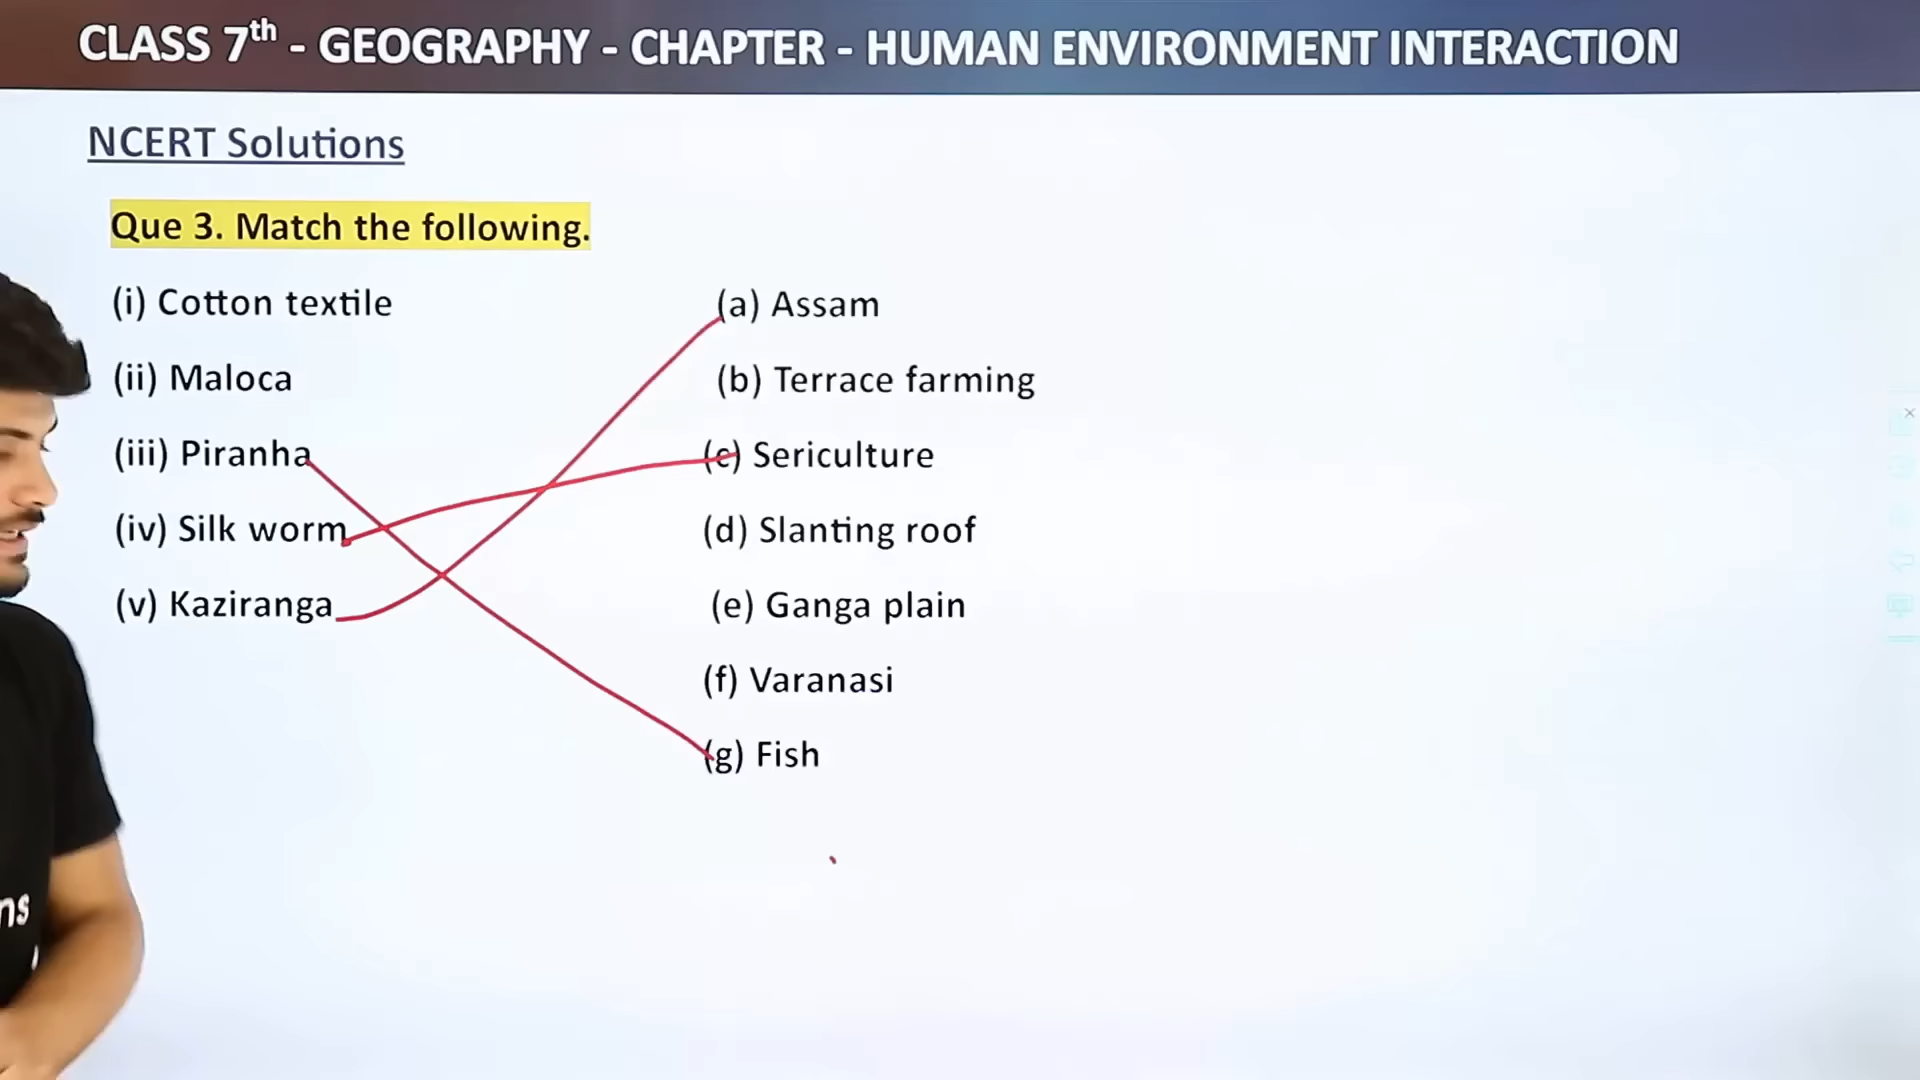 CLASS 7th - GEOGRAPHY - CHAPTER - HUMAN ENVIRONMENT INTERACTION
NCERT Solutions
Que 3. Match the following.
(i) Cotton textile (a) Assam
(ii) Maloca (b) Terrace farming
(iii) Piranha (c) Sericulture
(iv) Silk worm (d) Slanting roof
(v) Kaziranga (e) Ganga plain
(f) Varanasi
(g) Fish
ns